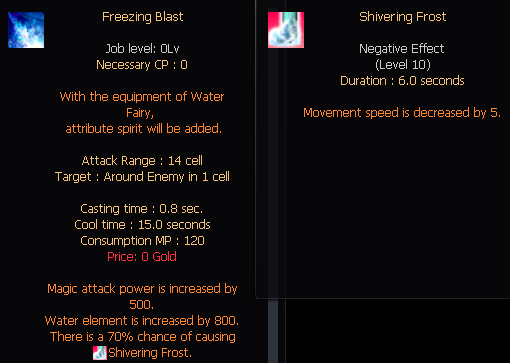 Freezing Blast
Job level: 0Lv
Necessary CP : 0
With the equipment of Water
Fairy,
attribute spirit will be added.
Attack Range : 14 cell
Target : Around Enemy in 1 cell
Casting time : 0.8 sec.
Cool time : 15.0 seconds
Consumption MP : 120
Price: 0 Gold
Magic attack power is increased by
500.
Water element is increased by 800.
There is a 70% chance of causing
Shivering Frost.
Shivering Frost
Negative Effect
(Level 10)
Duration : 6.0 seconds
Movement speed is decreased by 5.